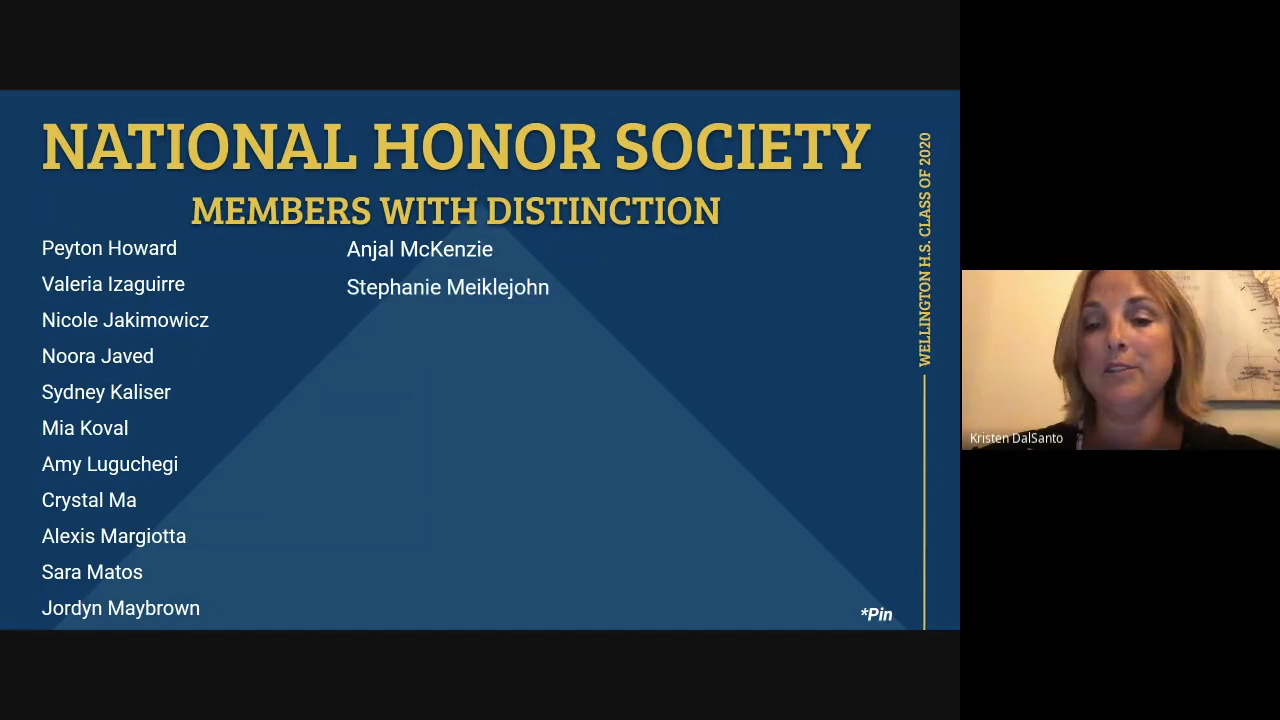 NATIONAL HONOR SOCIETY
MEMBERS WITH DISTINCTION
Peyton Howard
Valeria Izaguirre
Nicole Jakimowicz
Noora Javed
Sydney Kaliser
Mia Koval
Amy Luguchegi
Crystal Ma
Alexis Margiotta
Sara Matos
Jordyn Maybrown
Anjal McKenzie
Stephanie Meiklejohn
*Pin
WELLINGTON H.S. CLASS OF 2020
Kristen DalSanto